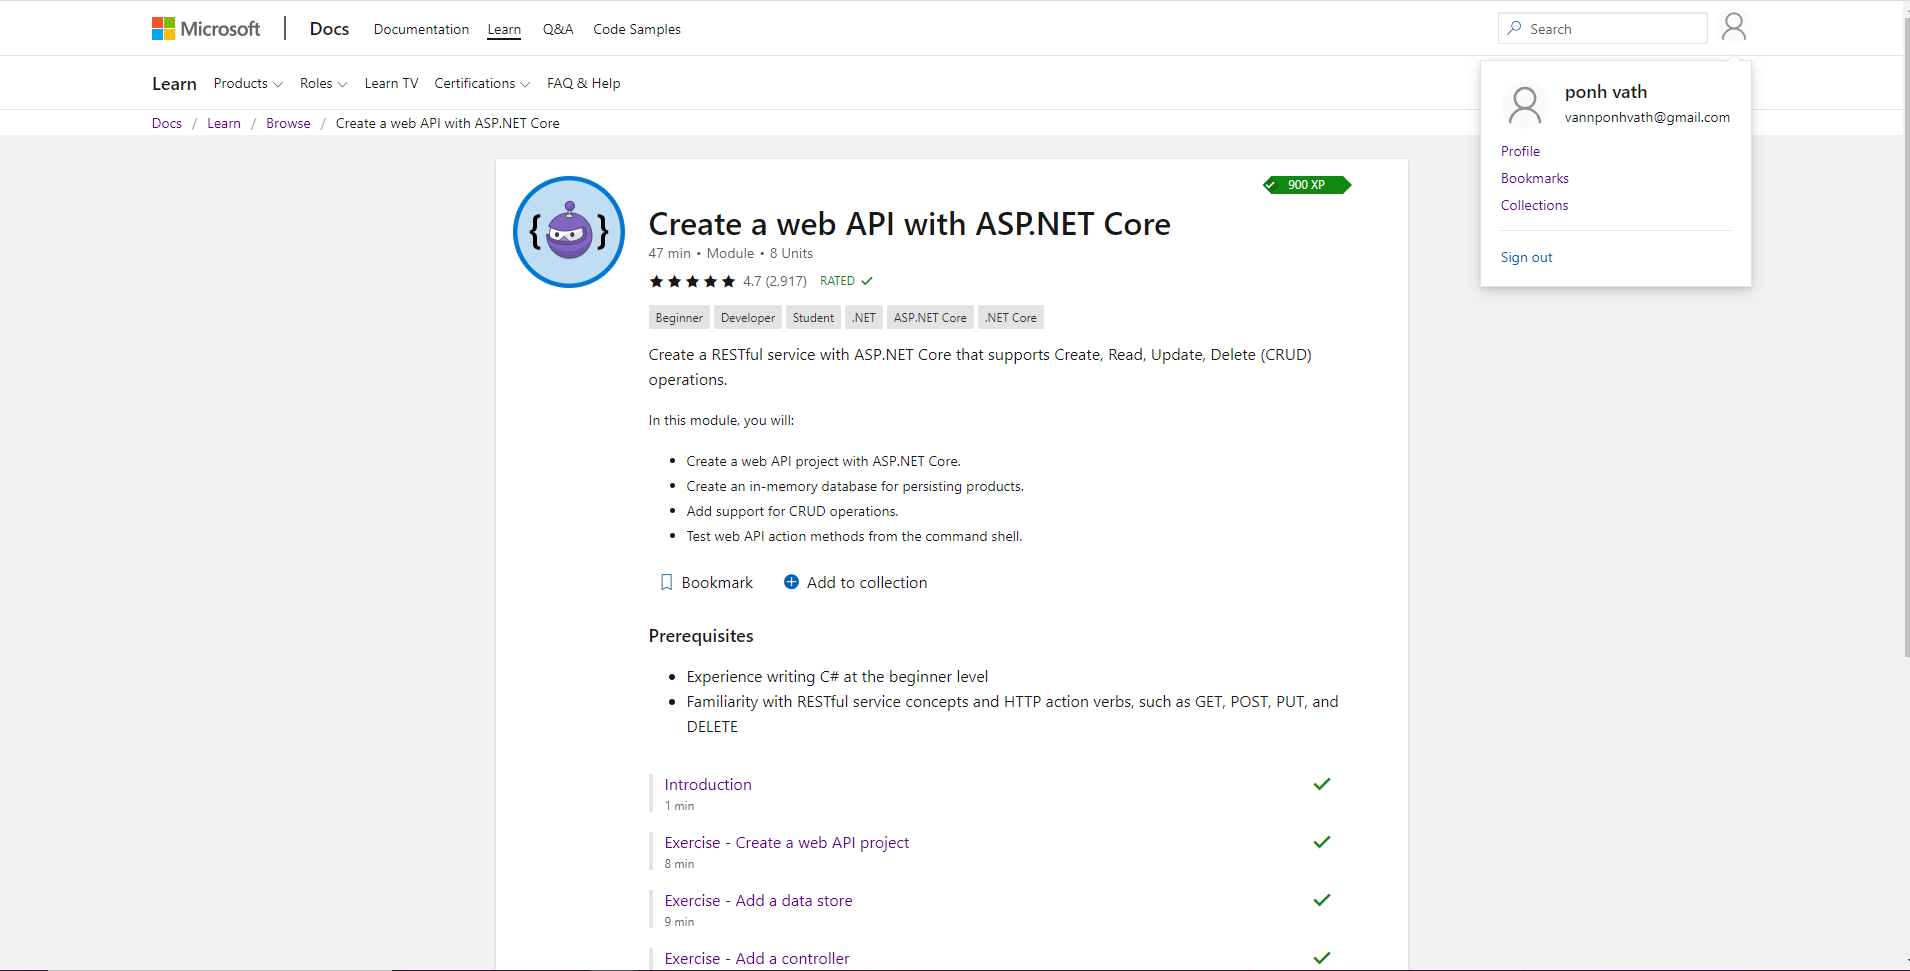 Microsoft | Docs Documentation Learn Q&A Code Samples Search
Learn Products Roles Learn TV Certifications FAQ & Help
ponh vath
vannponhvath@gmail.com
Profile
Bookmarks
Collections
Sign out
Docs / Learn / Browse / Create a web API with ASP.NET Core
900 XP
{ }
Create a web API with ASP.NET Core
47 min • Module • 8 Units
4.7 (2,917) RATED
Beginner Developer Student .NET ASP.NET Core .NET Core
Create a RESTful service with ASP.NET Core that supports Create, Read, Update, Delete (CRUD)
operations.
In this module, you will:
• Create a web API project with ASP.NET Core.
• Create an in-memory database for persisting products.
• Add support for CRUD operations.
• Test web API action methods from the command shell.
Bookmark Add to collection
Prerequisites
• Experience writing C# at the beginner level
• Familiarity with RESTful service concepts and HTTP action verbs, such as GET, POST, PUT, and
DELETE
Introduction
1 min
Exercise - Create a web API project
8 min
Exercise - Add a data store
9 min
Exercise - Add a controller